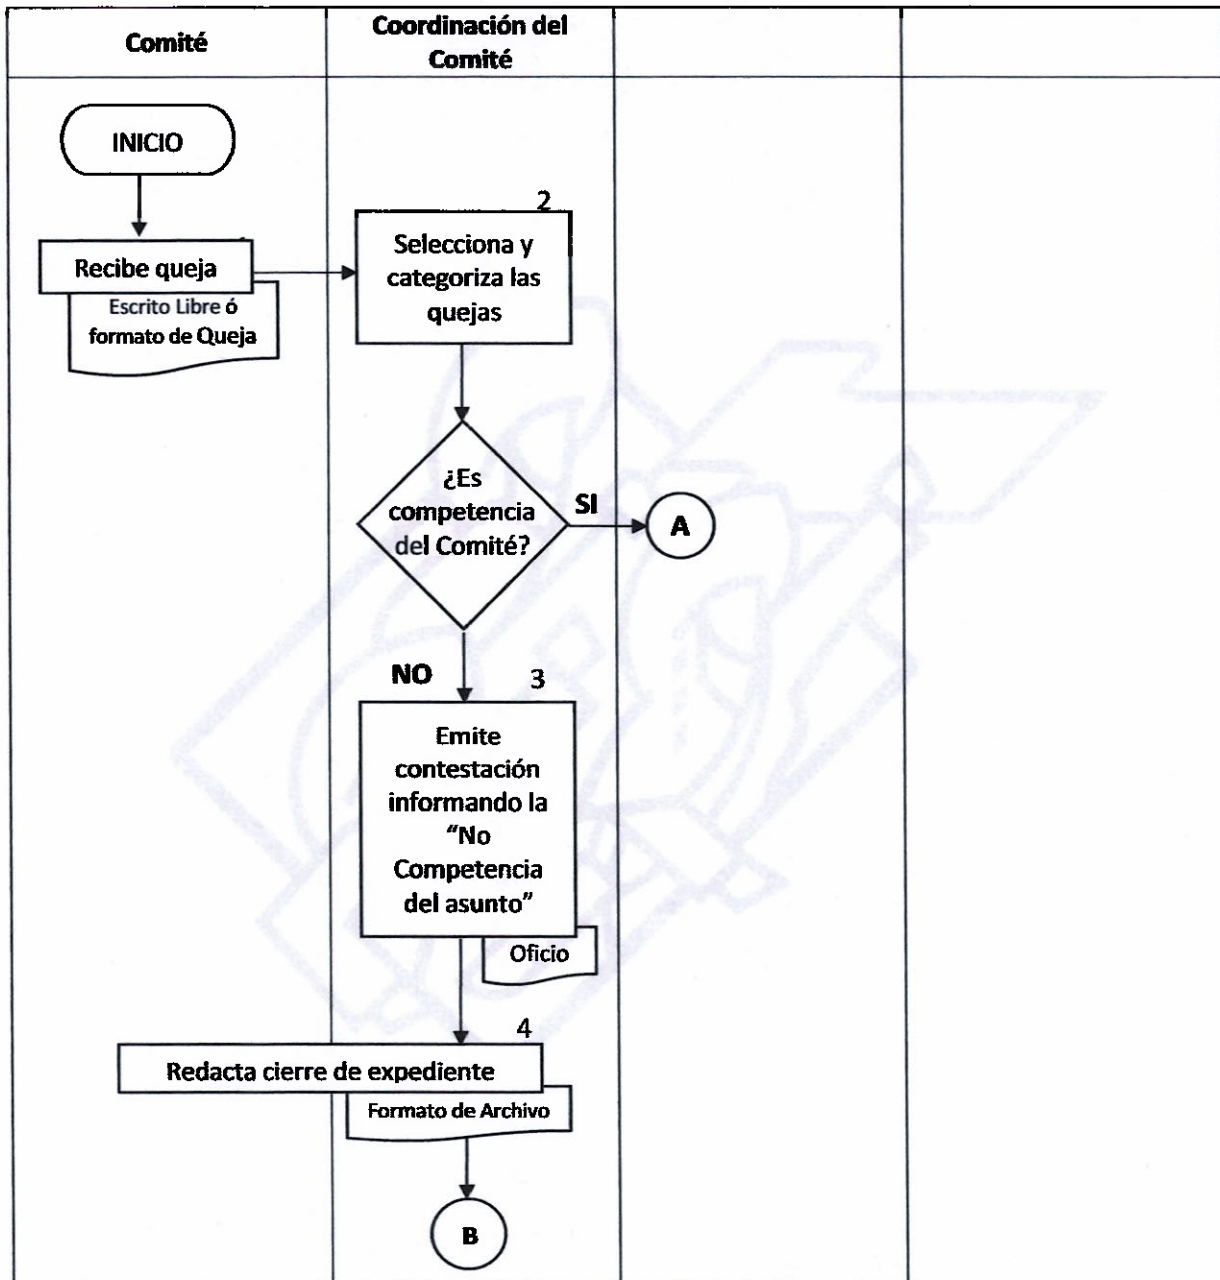 Comité
Coordinación del
Comité
INICIO
Recibe queja
Escrito Libre ó
formato de Queja
2
Selecciona y
categoriza las
quejas
¿Es
competencia
del Comité?
SI
A
NO
3
Emite
contestación
informando la
“No
Competencia
del asunto”
Oficio
4
Redacta cierre de expediente
Formato de Archivo
B